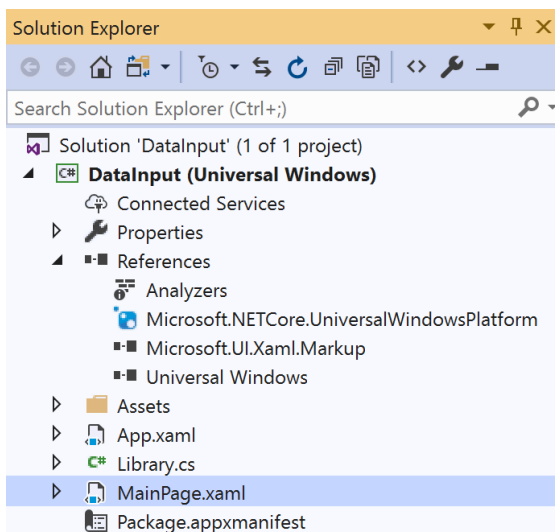 Solution Explorer
Search Solution Explorer (Ctrl+;)
Solution 'DataInput' (1 of 1 project)
C# DataInput (Universal Windows)
Connected Services
Properties
References
Analyzers
Microsoft.NETCore.UniversalWindowsPlatform
Microsoft.UI.Xaml.Markup
Universal Windows
Assets
App.xaml
C# Library.cs
MainPage.xaml
Package.appxmanifest